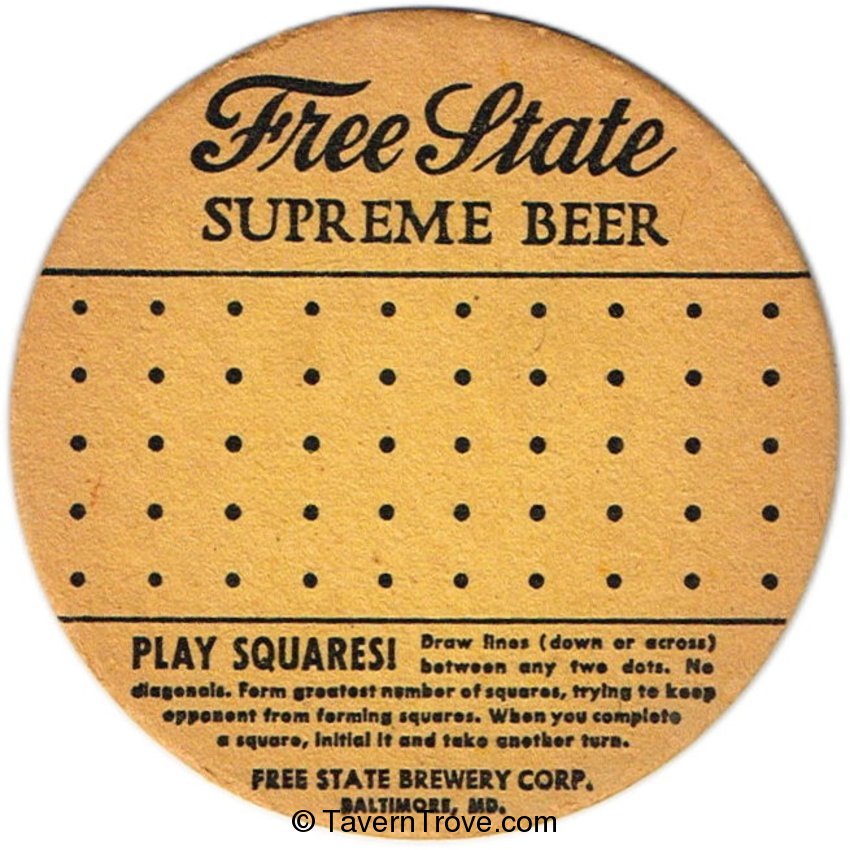 Free State
SUPREME BEER
PLAY SQUARES! Draw lines (down or across)
between any two dots. No
diagonals. Form greatest number of squares, trying to keep
opponent from forming squares. When you complete
a square, initial it and take another turn.
FREE STATE BREWERY CORP.
BALTIMORE, MD.
© TavernTrove.com